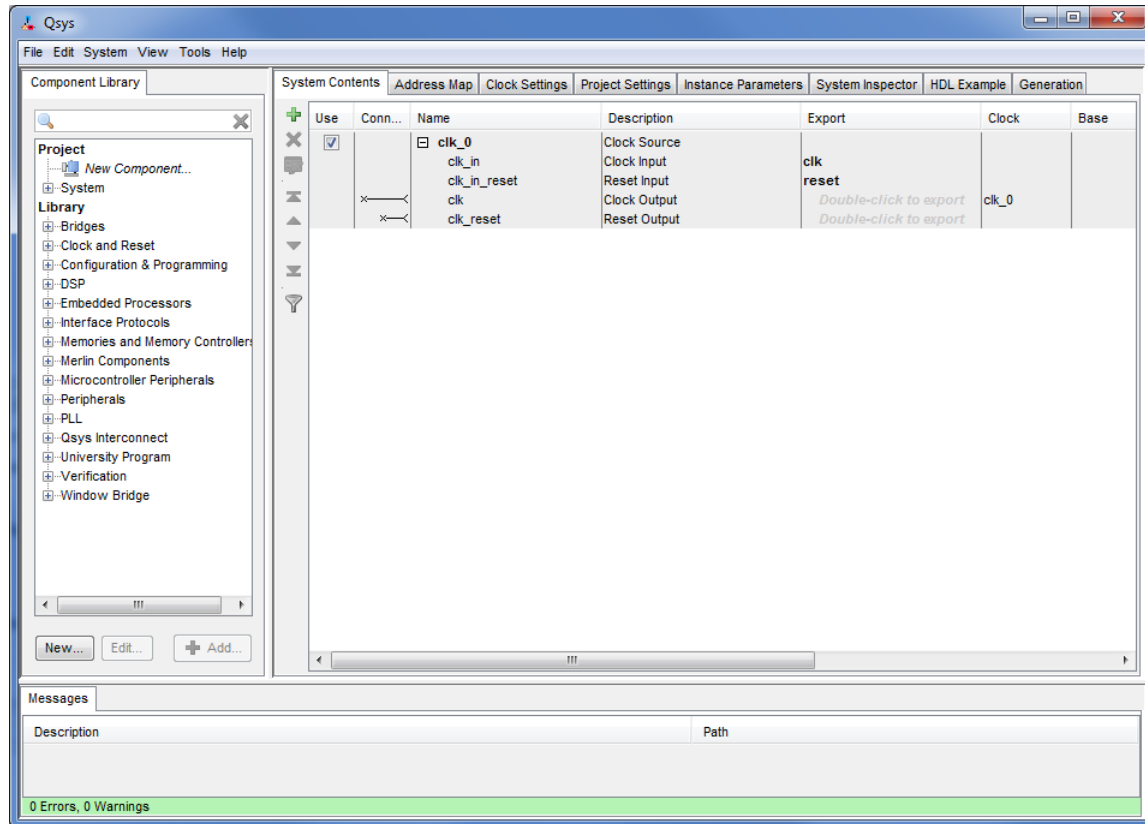 Qsys
File Edit System View Tools Help
Component Library
Project
New Component...
System
Library
Bridges
Clock and Reset
Configuration & Programming
DSP
Embedded Processors
Interface Protocols
Memories and Memory Controllers
Merlin Components
Microcontroller Peripherals
Peripherals
PLL
Qsys Interconnect
University Program
Verification
Window Bridge
New... Edit... Add...
System Contents Address Map Clock Settings Project Settings Instance Parameters System Inspector HDL Example Generation
Use Conn... Name Description Export Clock Base
clk_0 Clock Source
clk_in Clock Input clk
clk_in_reset Reset Input reset
clk Clock Output Double-click to export clk_0
clk_reset Reset Output Double-click to export
Messages
Description Path
0 Errors, 0 Warnings